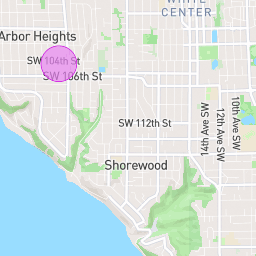 WHITE
CENTER
Arbor Heights
SW 104th St
SW 106th St
SW 112th St
Shorewood
14th Ave SW
12th Ave SW
10th Ave SW